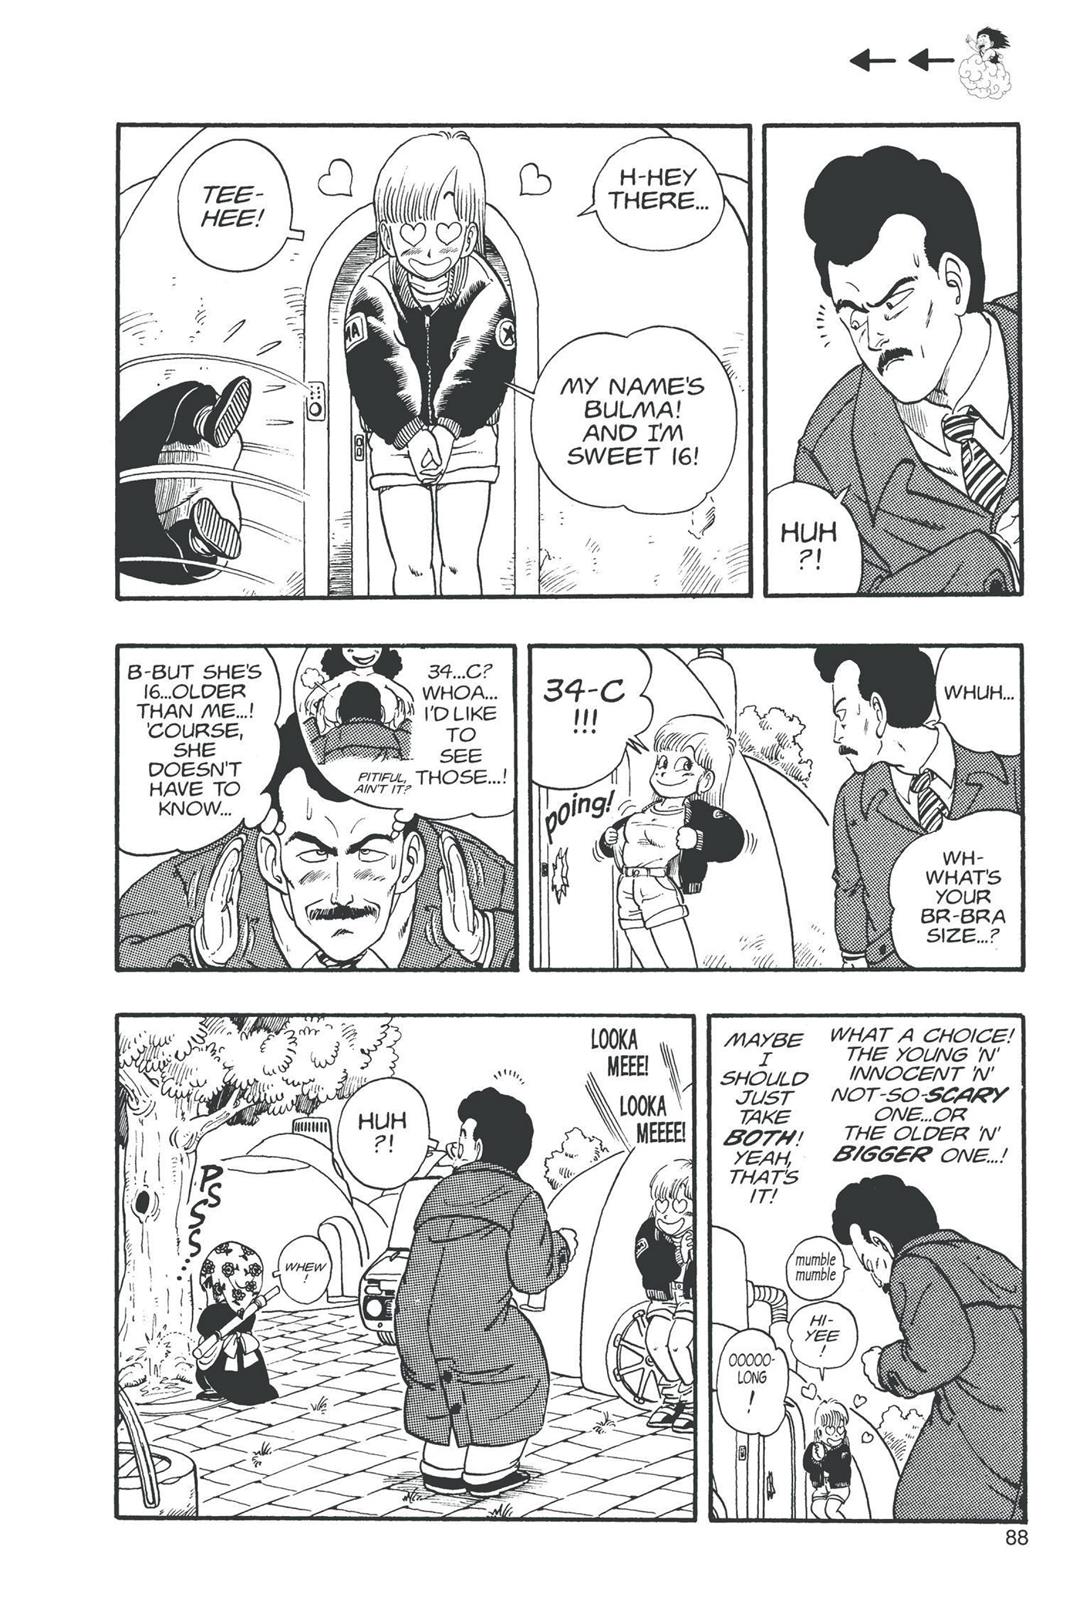 HUH
?!
H-HEY
THERE...
MY NAME'S
BULMA!
AND I'M
SWEET 16!
TEE-
HEE!
MA
WHUH...
WH-
WHAT'S
YOUR
BR-BRA
SIZE...?
34-C
!!!
poing!
34...C?
WHOA...
I'D LIKE
TO
SEE
THOSE...!
PITIFUL,
AIN'T IT?
B-BUT SHE'S
16...OLDER
THAN ME...!
'COURSE,
SHE
DOESN'T
HAVE TO
KNOW...
WHAT A CHOICE!
THE YOUNG 'N'
INNOCENT 'N'
NOT-SO-SCARY
ONE...OR
THE OLDER 'N'
BIGGER ONE...!
MAYBE
I
SHOULD
JUST
TAKE
BOTH!
YEAH,
THAT'S
IT!
mumble
mumble
HI-
YEE
!
OOOOO-
LONG
!
LOOKA
MEEE!
LOOKA
MEEEE!
HUH
?!
PSSS...
WHEW
!
88